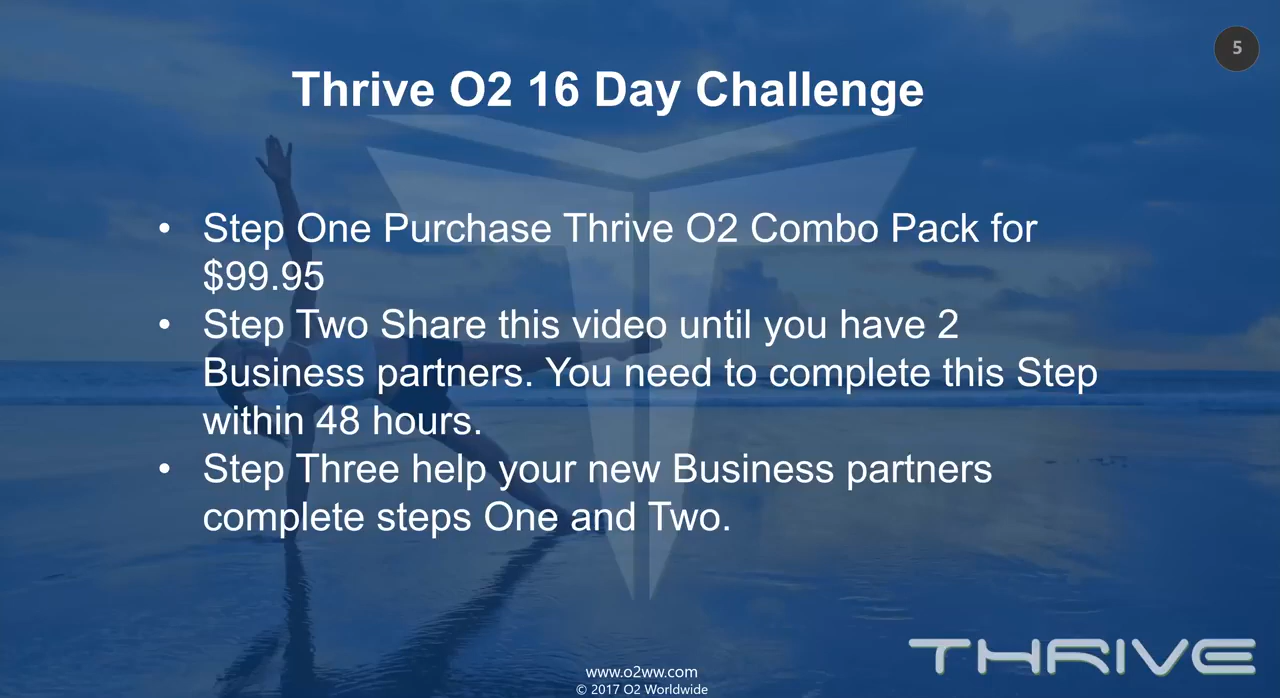 5
Thrive O2 16 Day Challenge
• Step One Purchase Thrive O2 Combo Pack for
$99.95
• Step Two Share this video until you have 2
Business partners. You need to complete this Step
within 48 hours.
• Step Three help your new Business partners
complete steps One and Two.
THRIVE
www.o2ww.com
© 2017 O2 Worldwide